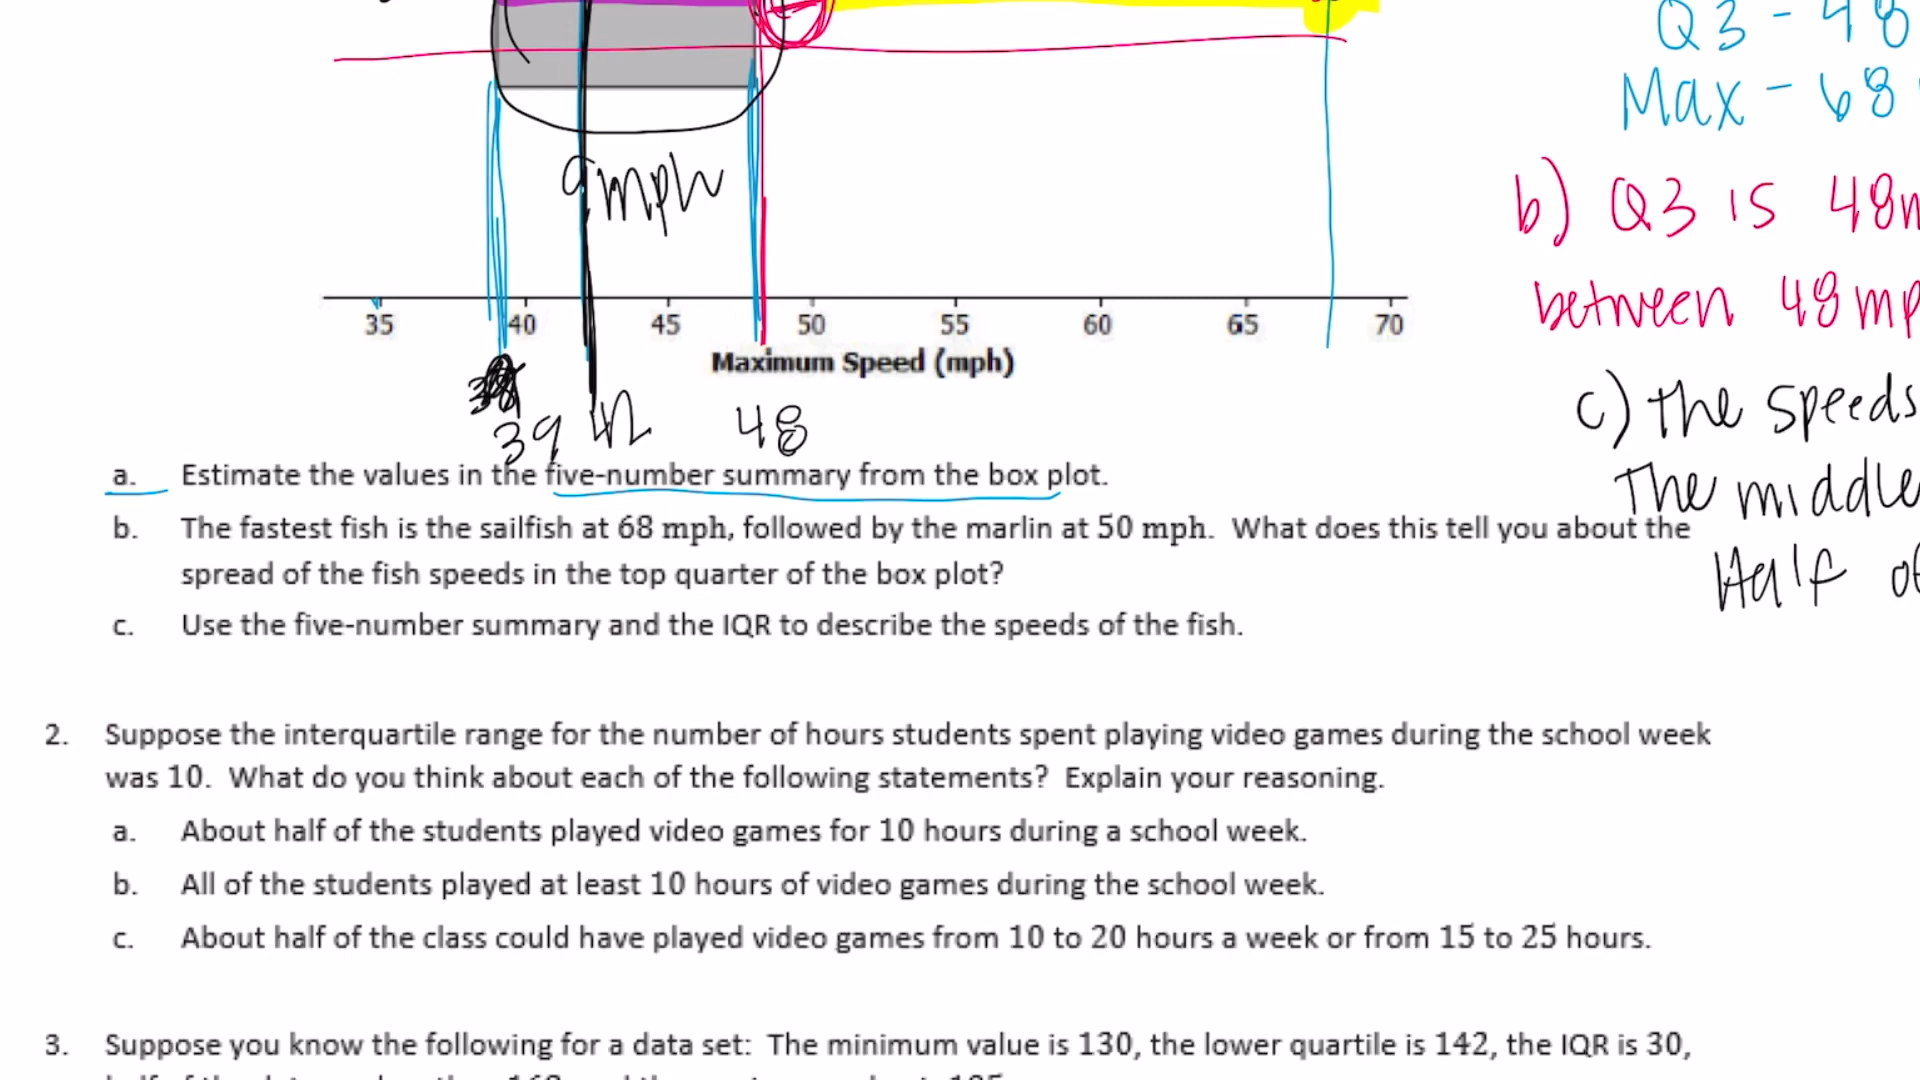 Q3 - 48
Max - 68
9mph
b) Q3 is 48m
between 48 mp
35 40 45 50 55 60 65 70
Maximum Speed (mph)
39 42 48
c) The speeds
The middle
Half of
a. Estimate the values in the five-number summary from the box plot.
b. The fastest fish is the sailfish at 68 mph, followed by the marlin at 50 mph. What does this tell you about the
spread of the fish speeds in the top quarter of the box plot?
c. Use the five-number summary and the IQR to describe the speeds of the fish.
2. Suppose the interquartile range for the number of hours students spent playing video games during the school week
was 10. What do you think about each of the following statements? Explain your reasoning.
a. About half of the students played video games for 10 hours during a school week.
b. All of the students played at least 10 hours of video games during the school week.
c. About half of the class could have played video games from 10 to 20 hours a week or from 15 to 25 hours.
3. Suppose you know the following for a data set: The minimum value is 130, the lower quartile is 142, the IQR is 30,